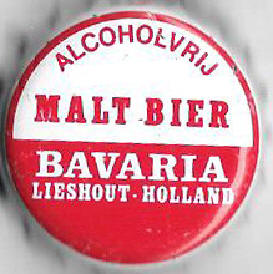 ALCOHOLVRIJ
MALT BIER
BAVARIA
LIESHOUT-HOLLAND